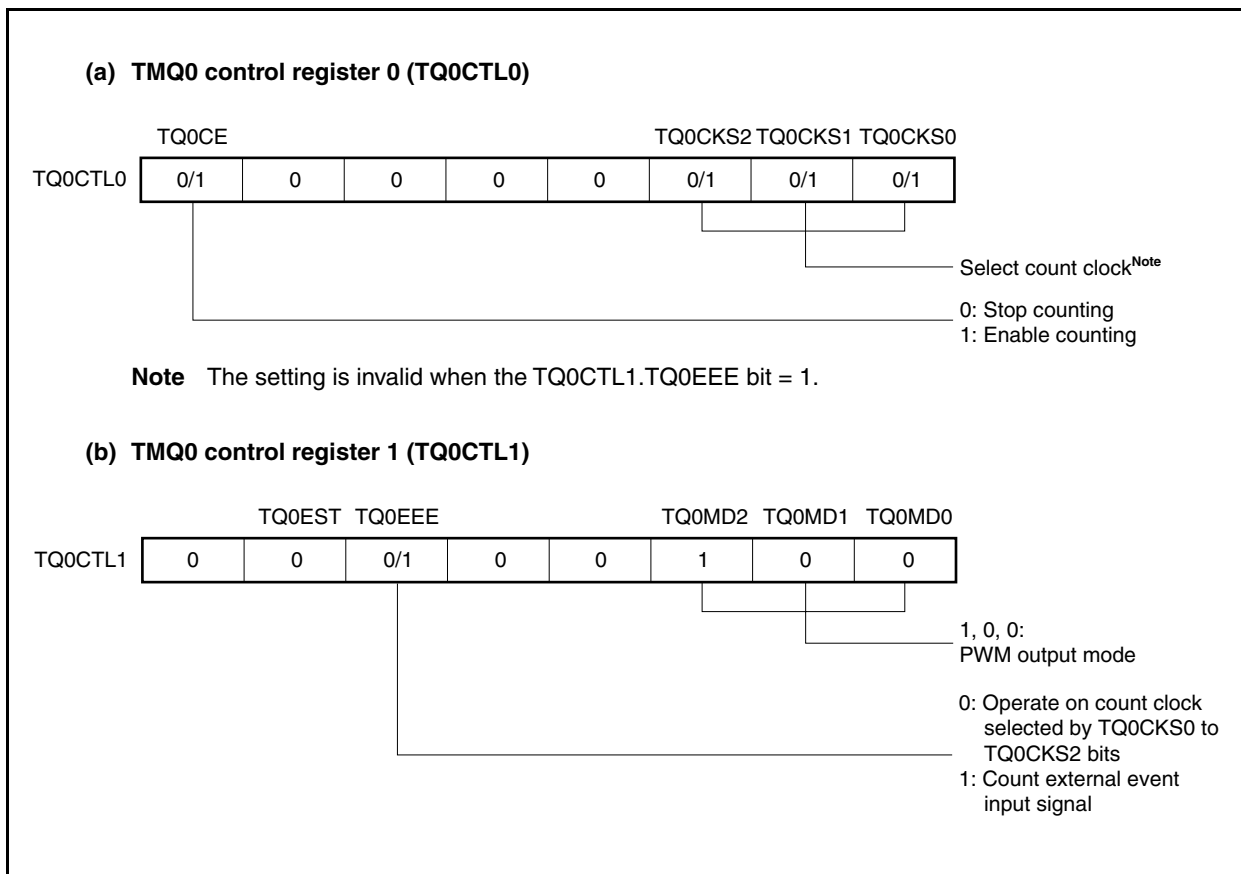 (a) TMQ0 control register 0 (TQ0CTL0)
TQ0CE TQ0CKS2 TQ0CKS1 TQ0CKS0
TQ0CTL0 0/1 0 0 0 0 0/1 0/1 0/1
Select count clockNote
0: Stop counting
1: Enable counting
Note The setting is invalid when the TQ0CTL1.TQ0EEE bit = 1.
(b) TMQ0 control register 1 (TQ0CTL1)
TQ0EST TQ0EEE TQ0MD2 TQ0MD1 TQ0MD0
TQ0CTL1 0 0 0/1 0 0 1 0 0
1, 0, 0:
PWM output mode
0: Operate on count clock
selected by TQ0CKS0 to
TQ0CKS2 bits
1: Count external event
input signal